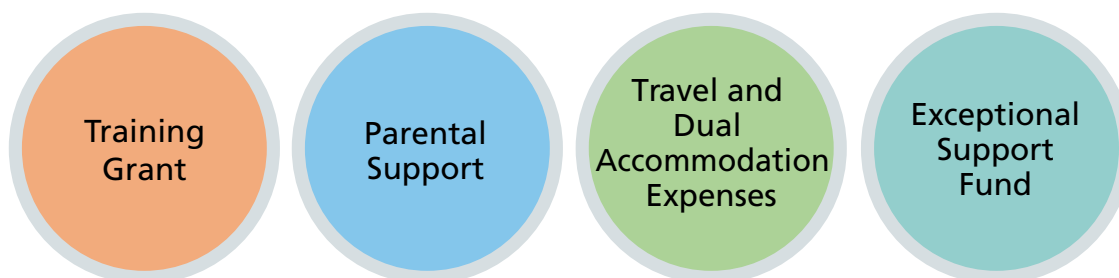 Training
Grant
Parental
Support
Travel and
Dual
Accommodation
Expenses
Exceptional
Support
Fund